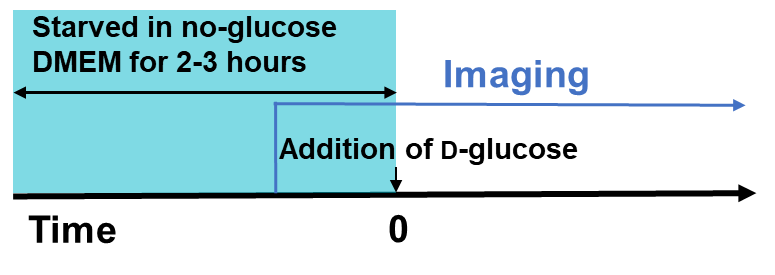 Starved in no-glucose
DMEM for 2-3 hours
Imaging
Addition of D-glucose
Time
0